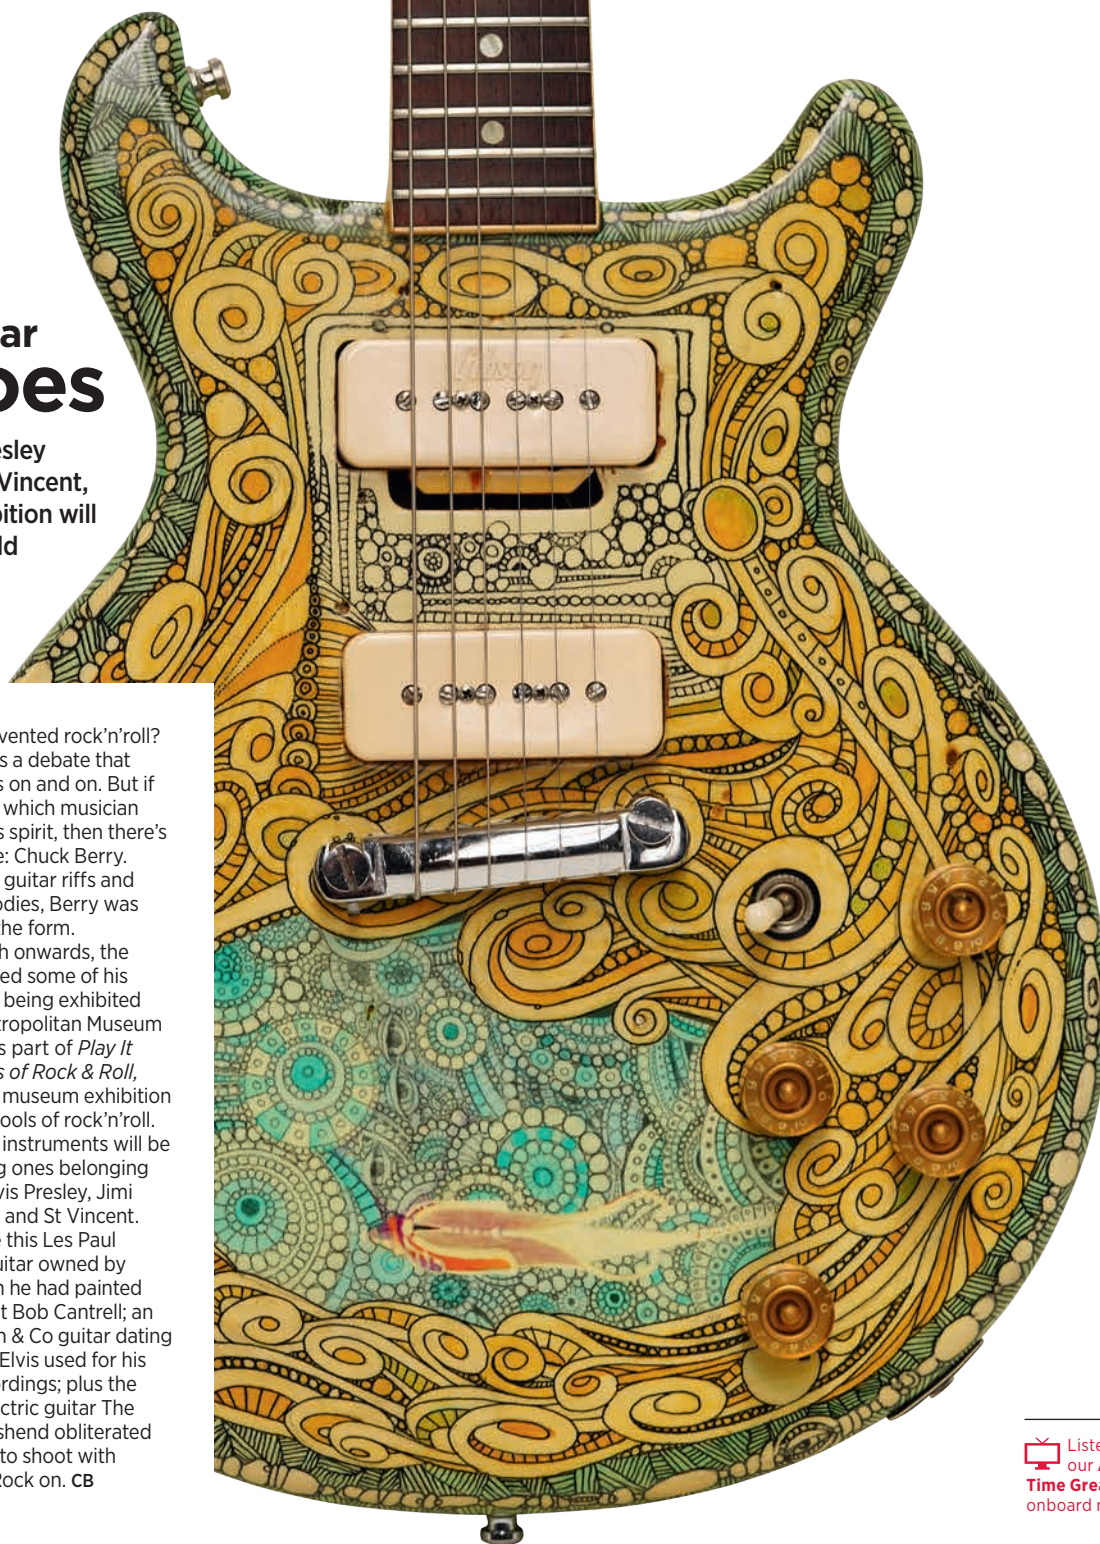 ar
oes
esley
Vincent,
bition will
ld
vented rock’n’roll?
s a debate that
s on and on. But if
which musician
s spirit, then there’s
e: Chuck Berry.
guitar riffs and
odies, Berry was
the form.
h onwards, the
ed some of his
being exhibited
tropolitan Museum
s part of Play It
s of Rock & Roll,
museum exhibition
ools of rock’n’roll.
instruments will be
g ones belonging
vis Presley, Jimi
and St Vincent.
e this Les Paul
uitar owned by
h he had painted
t Bob Cantrell; an
n & Co guitar dating
Elvis used for his
rdings; plus the
ctric guitar The
shend obliterated
to shoot with
Rock on. CB
Liste
our A
Time Grea
onboard m